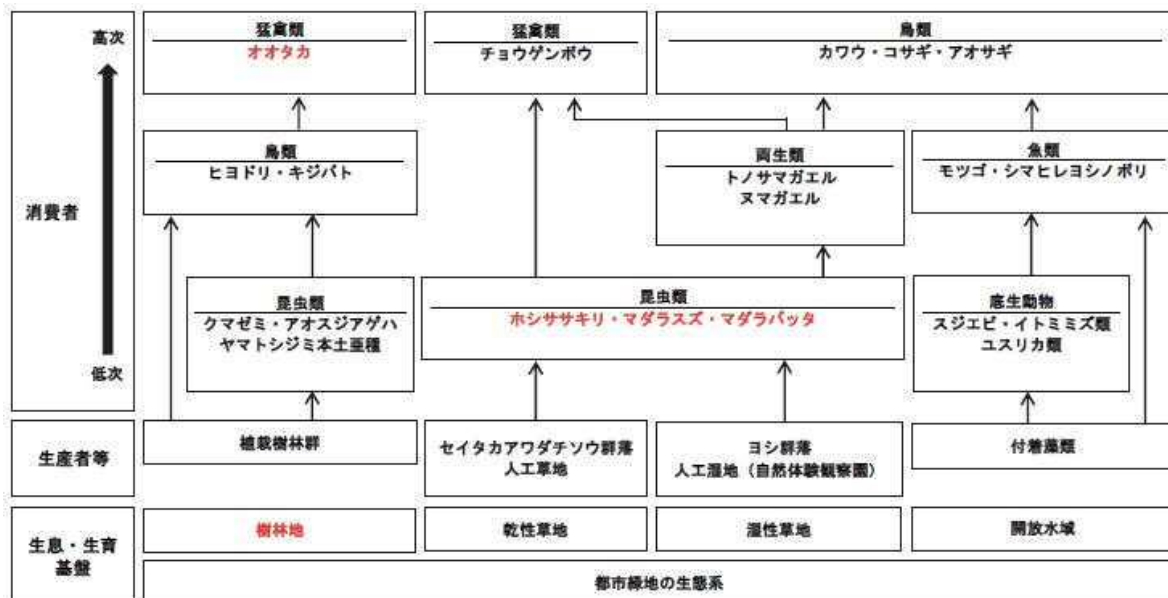 高次
消費者
低次
猛禽類
オオタカ
猛禽類
チョウゲンボウ
鳥類
カワウ・コサギ・アオサギ
鳥類
ヒヨドリ・キジバト
両生類
トノサマガエル
ヌマガエル
魚類
モツゴ・シマヒレヨシノボリ
昆虫類
クマゼミ・アオスジアゲハ
ヤマトシジミ本土亜種
昆虫類
ホシササキリ・マダラスズ・マダラバッタ
底生動物
スジエビ・イトミミズ類
ユスリカ類
生産者等
植栽樹林群
セイタカアワダチソウ群落
人工草地
ヨシ群落
人工湿地（自然体験観察園）
付着藻類
生息・生育
基盤
樹林地
乾性草地
湿性草地
開放水域
都市緑地の生態系